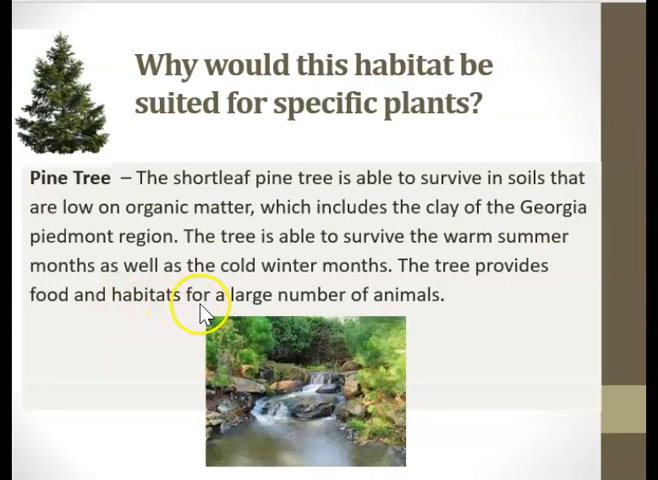 Why would this habitat be
suited for specific plants?
Pine Tree – The shortleaf pine tree is able to survive in soils that
are low on organic matter, which includes the clay of the Georgia
piedmont region. The tree is able to survive the warm summer
months as well as the cold winter months. The tree provides
food and habitats for a large number of animals.